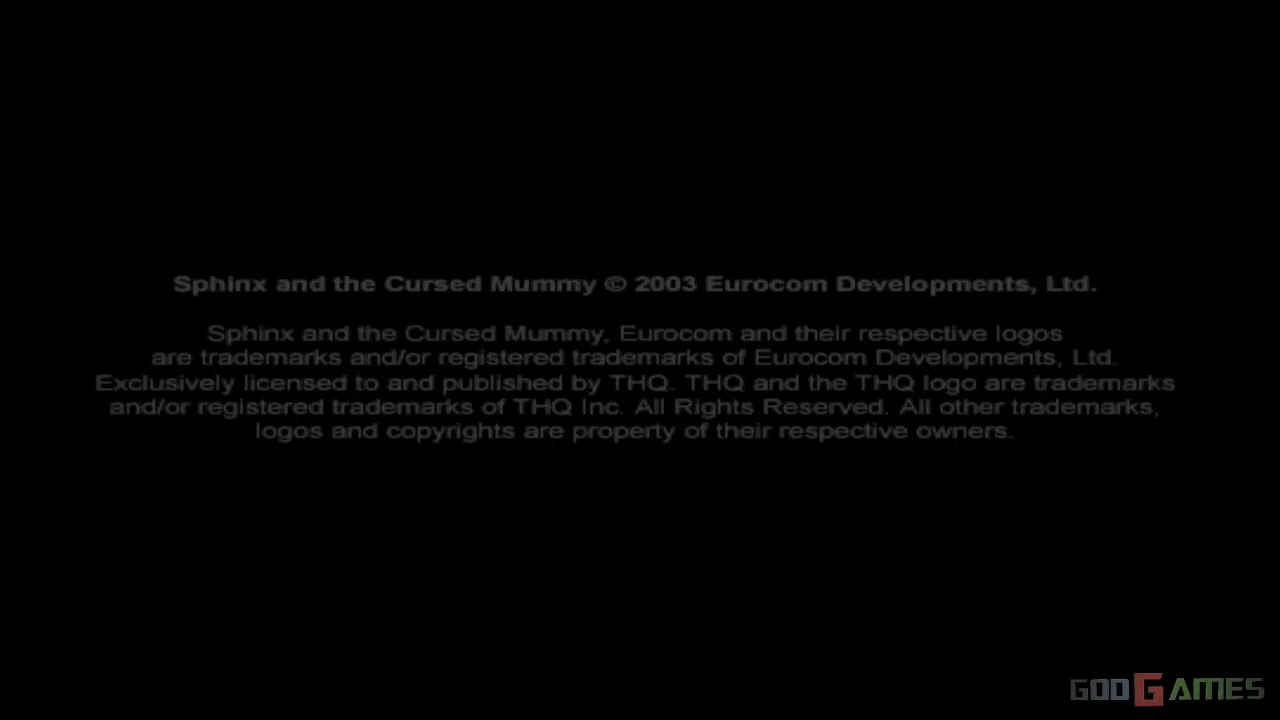 Sphinx and the Cursed Mummy © 2003 Eurocom Developments, Ltd.
Sphinx and the Cursed Mummy, Eurocom and their respective logos
are trademarks and/or registered trademarks of Eurocom Developments, Ltd.
Exclusively licensed to and published by THQ. THQ and the THQ logo are trademarks
and/or registered trademarks of THQ Inc. All Rights Reserved. All other trademarks,
logos and copyrights are property of their respective owners.
GODGAMES